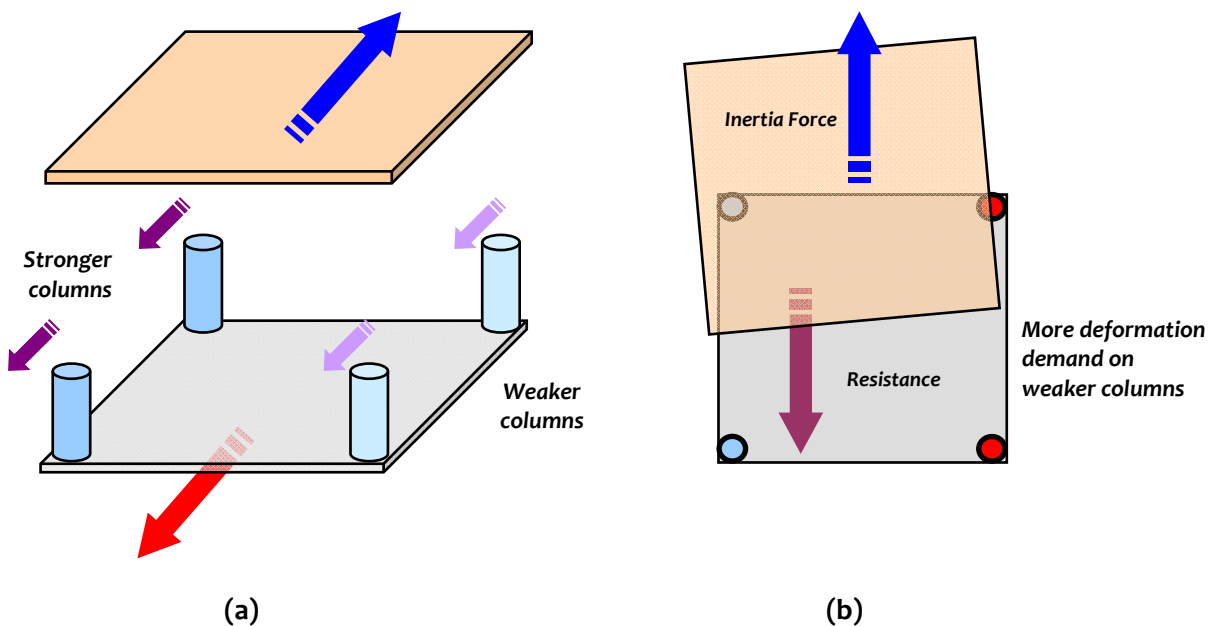 Stronger
columns
Weaker
columns
(a)
Inertia Force
Resistance
More deformation
demand on
weaker columns
(b)